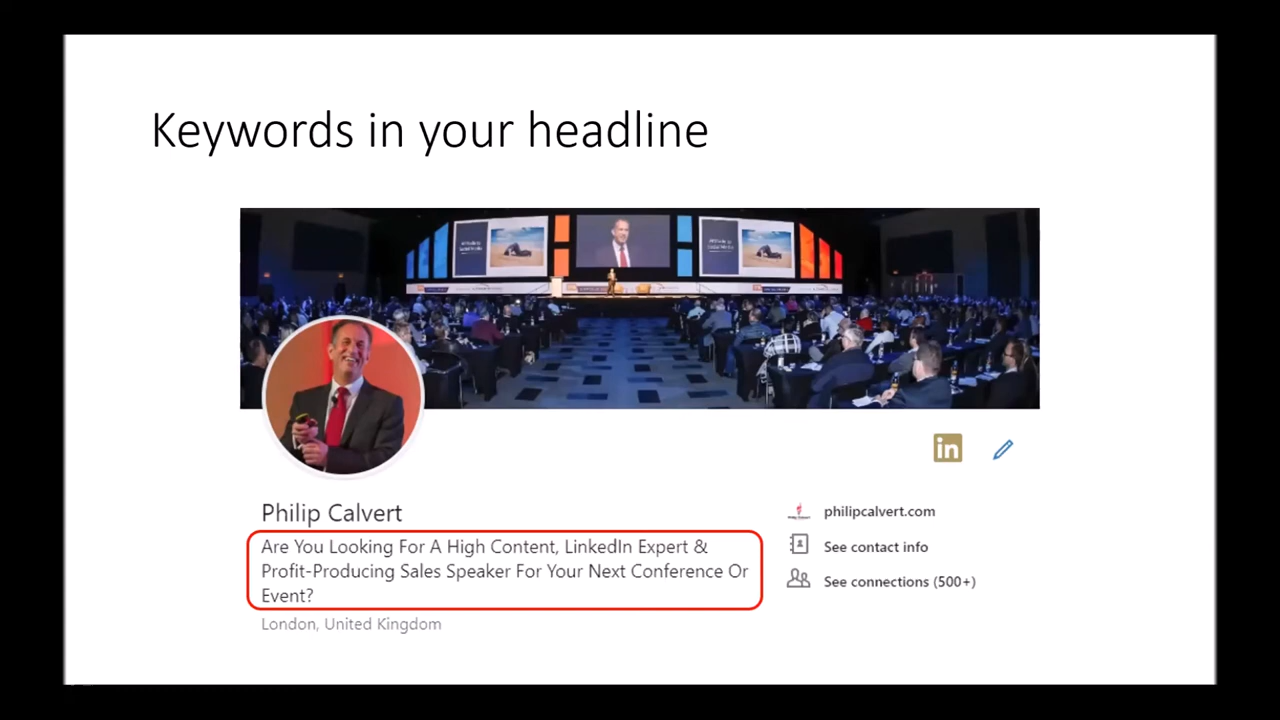 Keywords in your headline
in
Philip Calvert
Are You Looking For A High Content, LinkedIn Expert &
Profit-Producing Sales Speaker For Your Next Conference Or
Event?
London, United Kingdom
philipcalvert.com
See contact info
See connections (500+)